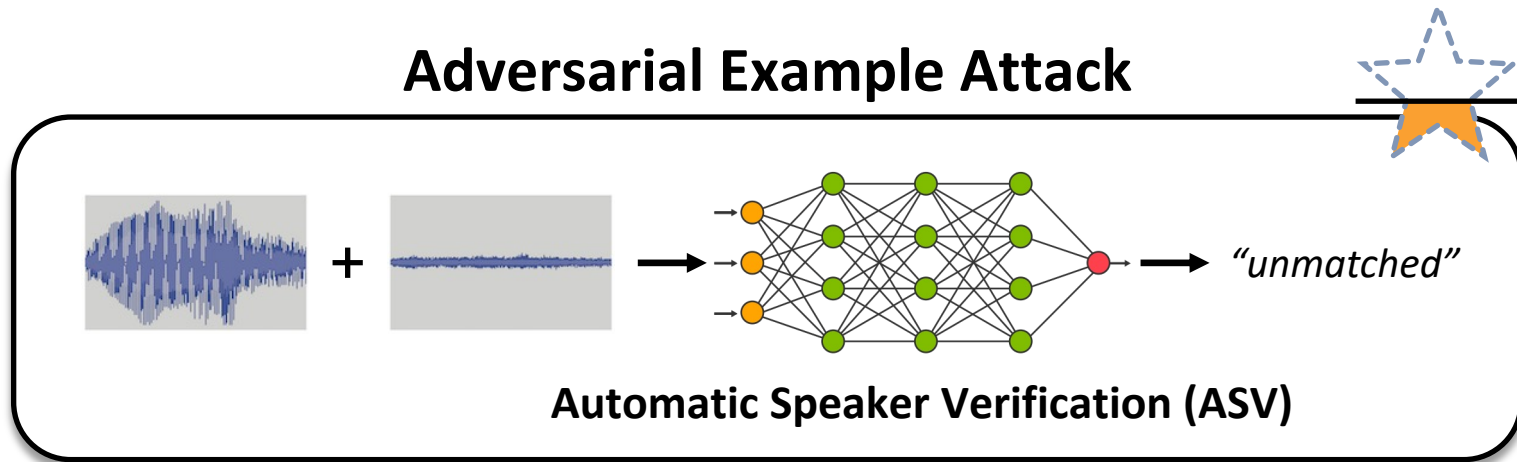 Adversarial Example Attack
+
“unmatched”
Automatic Speaker Verification (ASV)